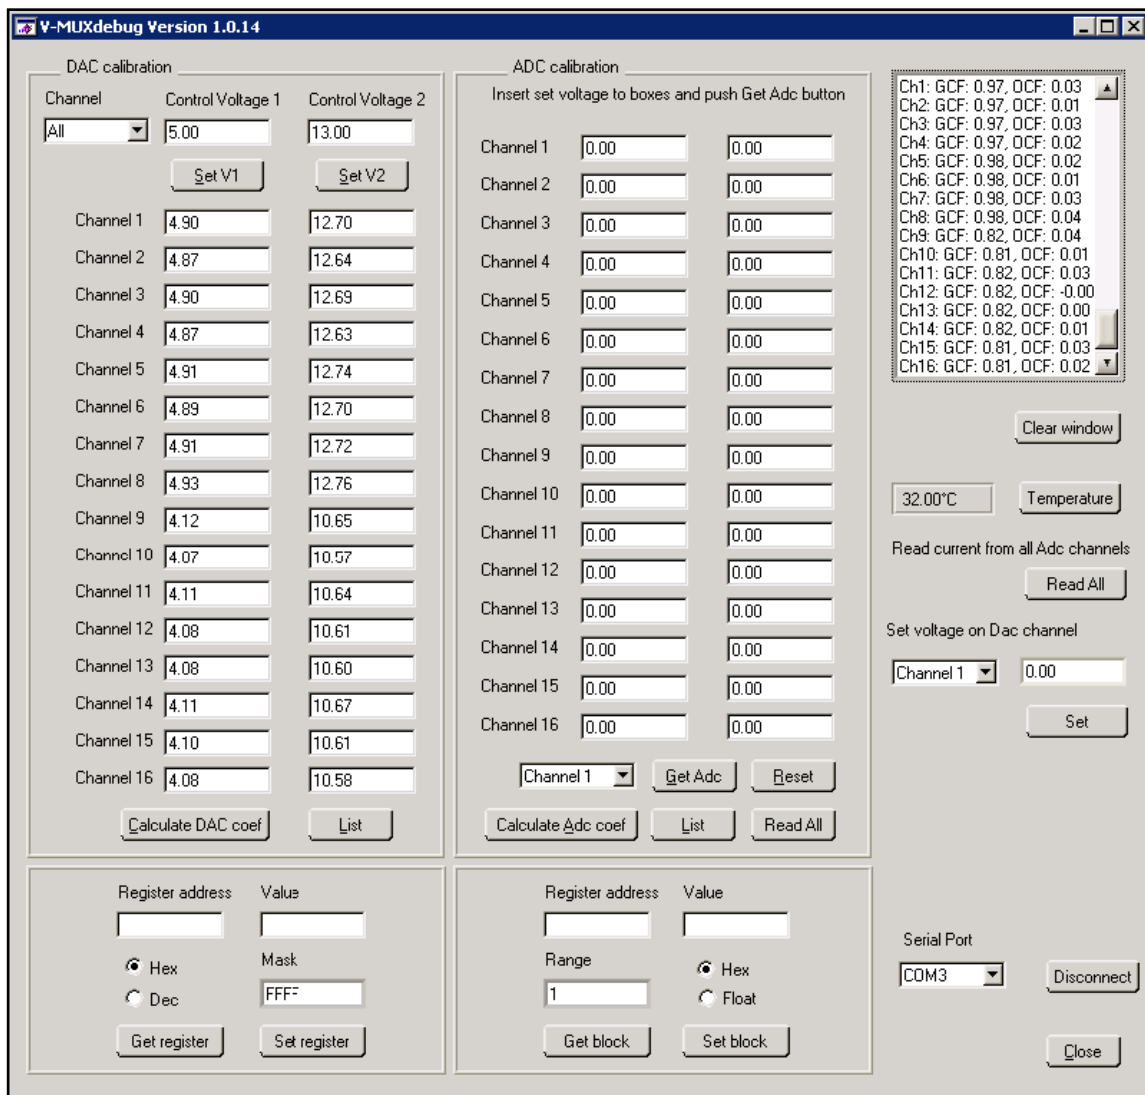 V-MUXdebug Version 1.0.14
DAC calibration
Channel Control Voltage 1 Control Voltage 2
All 5.00 13.00
Set V1 Set V2
Channel 1 4.90 12.70
Channel 2 4.87 12.64
Channel 3 4.90 12.69
Channel 4 4.87 12.63
Channel 5 4.91 12.74
Channel 6 4.89 12.70
Channel 7 4.91 12.72
Channel 8 4.93 12.76
Channel 9 4.12 10.65
Channel 10 4.07 10.57
Channel 11 4.11 10.64
Channel 12 4.08 10.61
Channel 13 4.08 10.60
Channel 14 4.11 10.67
Channel 15 4.10 10.61
Channel 16 4.08 10.58
Calculate DAC coef List
ADC calibration
Insert set voltage to boxes and push Get Adc button
Channel 1 0.00 0.00
Channel 2 0.00 0.00
Channel 3 0.00 0.00
Channel 4 0.00 0.00
Channel 5 0.00 0.00
Channel 6 0.00 0.00
Channel 7 0.00 0.00
Channel 8 0.00 0.00
Channel 9 0.00 0.00
Channel 10 0.00 0.00
Channel 11 0.00 0.00
Channel 12 0.00 0.00
Channel 13 0.00 0.00
Channel 14 0.00 0.00
Channel 15 0.00 0.00
Channel 16 0.00 0.00
Channel 1 Get Adc Reset
Calculate Adc coef List Read All
Ch1: GCF: 0.97, OCF: 0.03
Ch2: GCF: 0.97, OCF: 0.01
Ch3: GCF: 0.97, OCF: 0.03
Ch4: GCF: 0.97, OCF: 0.02
Ch5: GCF: 0.98, OCF: 0.02
Ch6: GCF: 0.98, OCF: 0.01
Ch7: GCF: 0.98, OCF: 0.03
Ch8: GCF: 0.98, OCF: 0.04
Ch9: GCF: 0.82, OCF: 0.04
Ch10: GCF: 0.81, OCF: 0.01
Ch11: GCF: 0.82, OCF: 0.03
Ch12: GCF: 0.82, OCF: -0.00
Ch13: GCF: 0.82, OCF: 0.00
Ch14: GCF: 0.82, OCF: 0.01
Ch15: GCF: 0.81, OCF: 0.03
Ch16: GCF: 0.81, OCF: 0.02
Clear window
32.00°C Temperature
Read current from all Adc channels
Read All
Set voltage on Dac channel
Channel 1 0.00
Set
Register address Value
Hex Mask
Dec FFFF
Get register Set register
Register address Value
Range Hex
1 Float
Get block Set block
Serial Port
COM3 Disconnect
Close